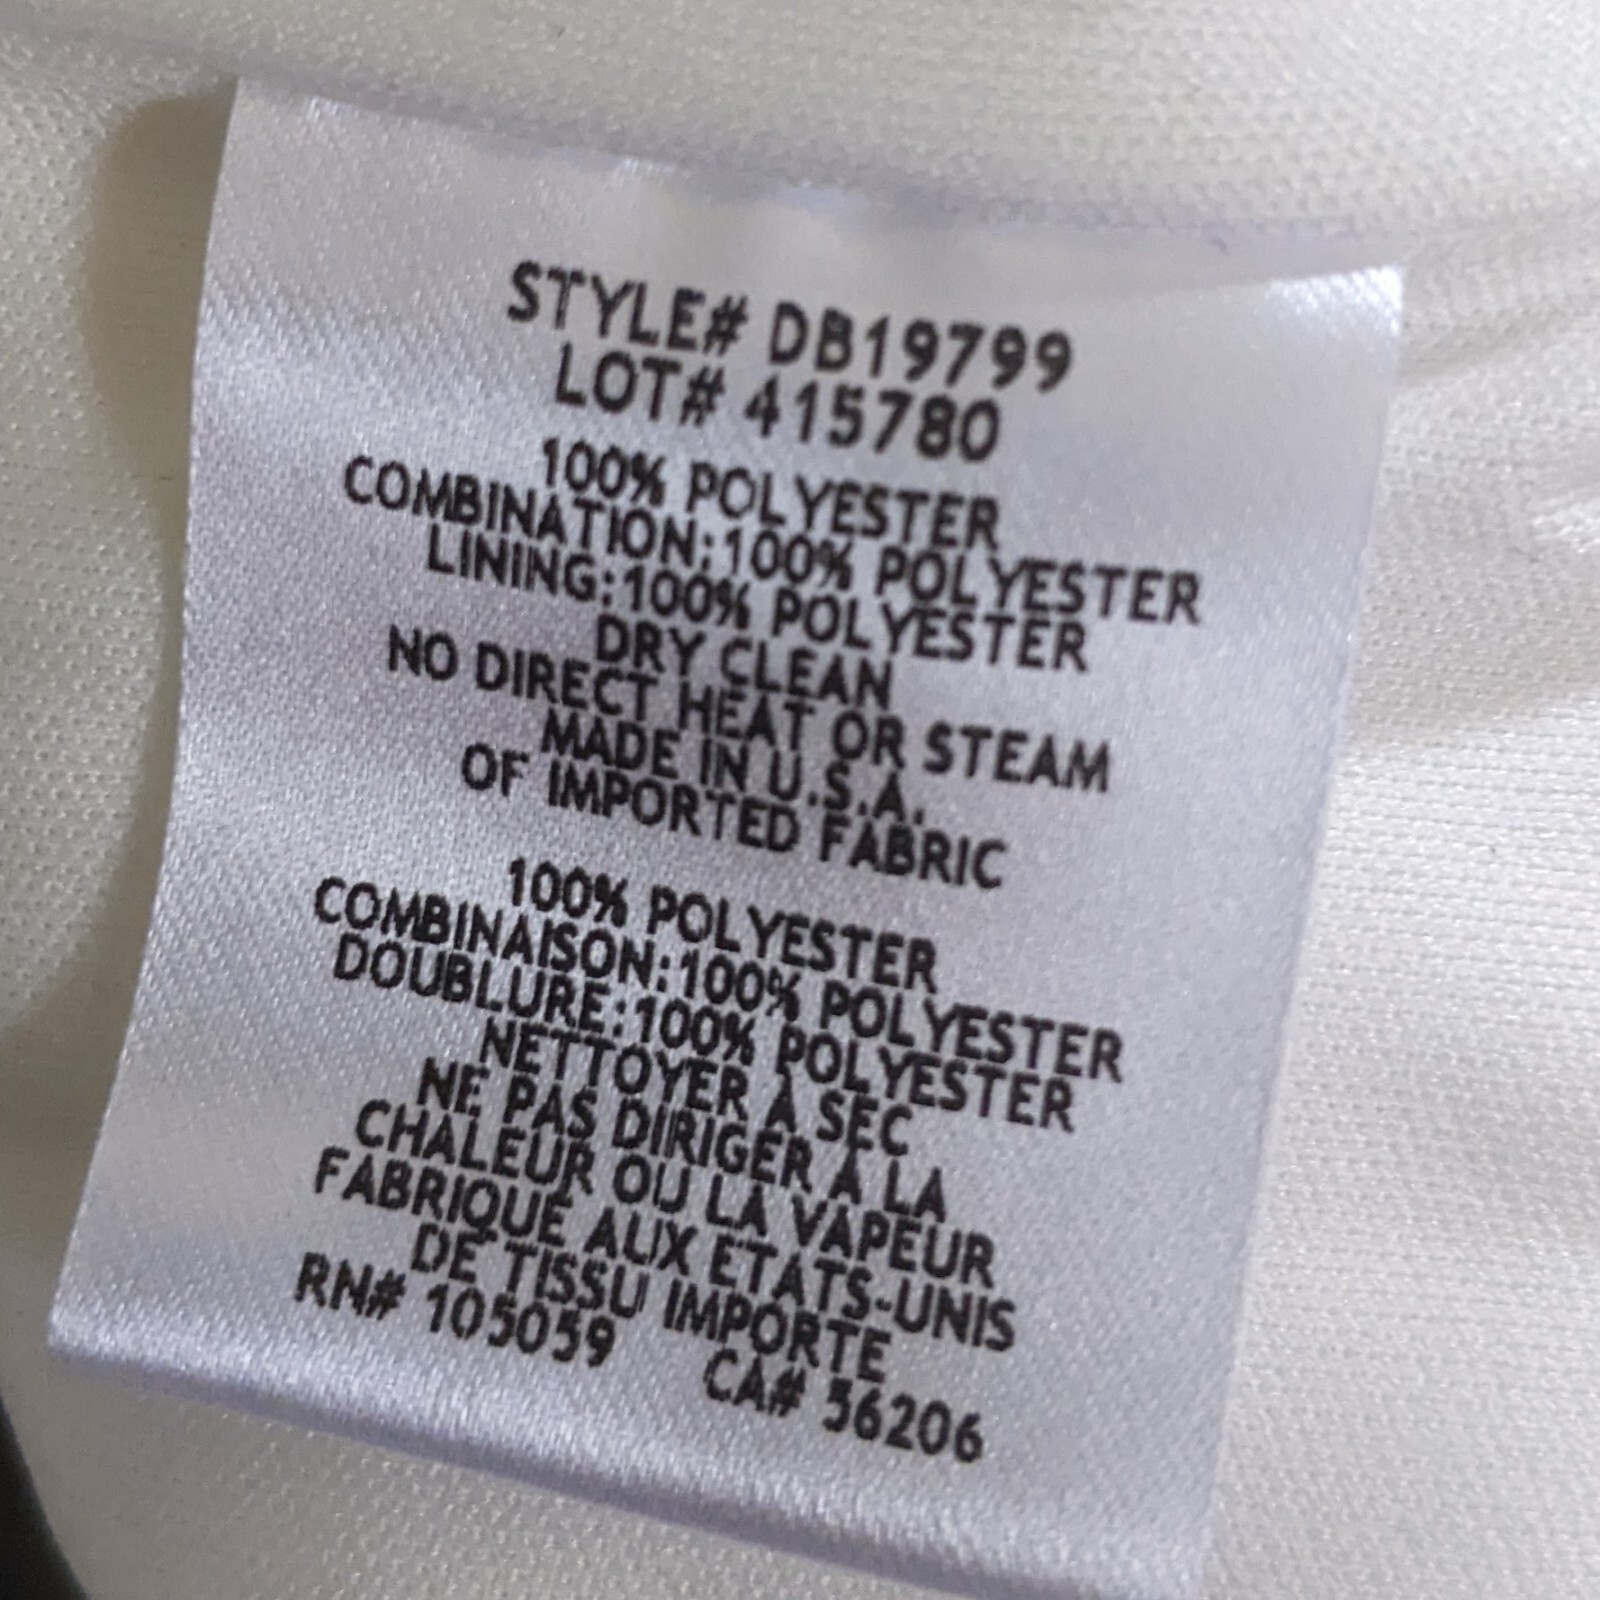 STYLE# DB19799
LOT# 415780
100% POLYESTER
COMBINATION:100% POLYESTER
LINING:100% POLYESTER
DRY CLEAN
NO DIRECT HEAT OR STEAM
MADE IN U.S.A.
OF IMPORTED FABRIC
100% POLYESTER
COMBINAISON:100% POLYESTER
DOUBLURE:100% POLYESTER
NETTOYER À SEC
NE PAS DIRIGER À LA
CHALEUR OU LA VAPEUR
FABRIQUÉ AUX ETATS-UNIS
DE TISSU IMPORTE
RN# 105059 CA# 56206